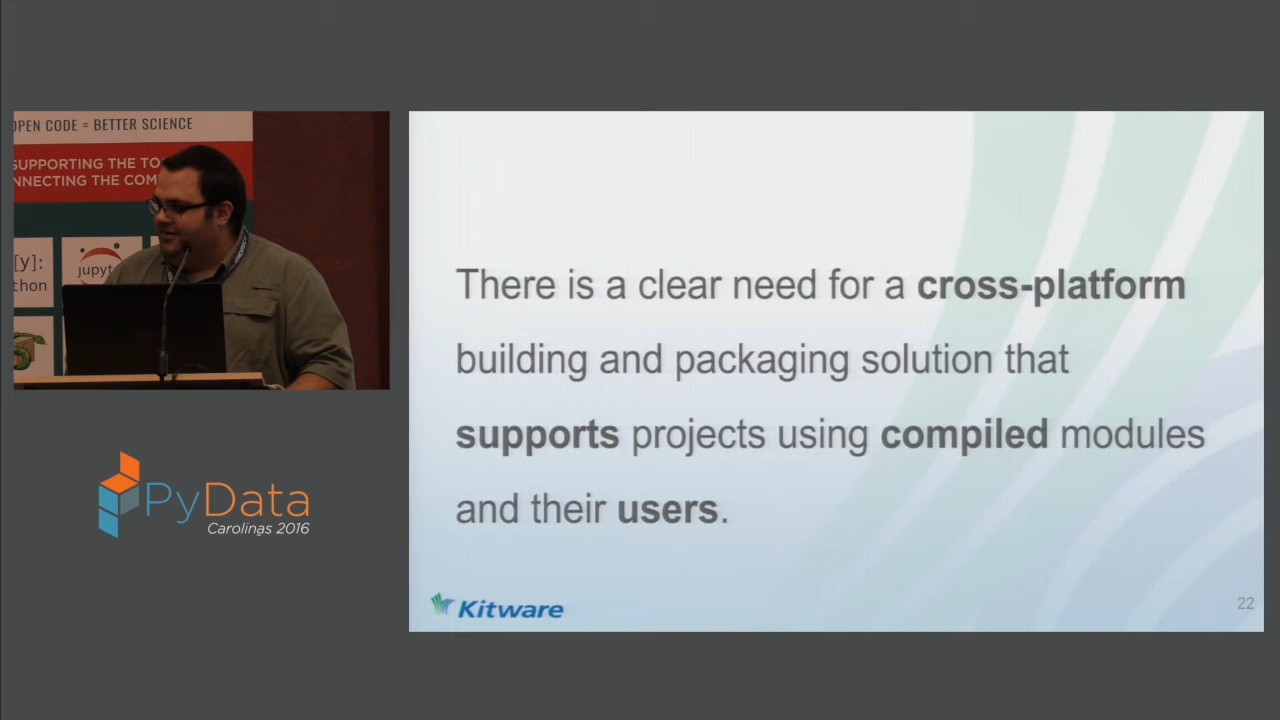 OPEN CODE = BETTER SCIENCE
SUPPORTING THE TO
NNECTING THE COM
[y]:
thon
jupyt
PyData
Carolinas 2016
There is a clear need for a cross-platform
building and packaging solution that
supports projects using compiled modules
and their users.
Kitware
22